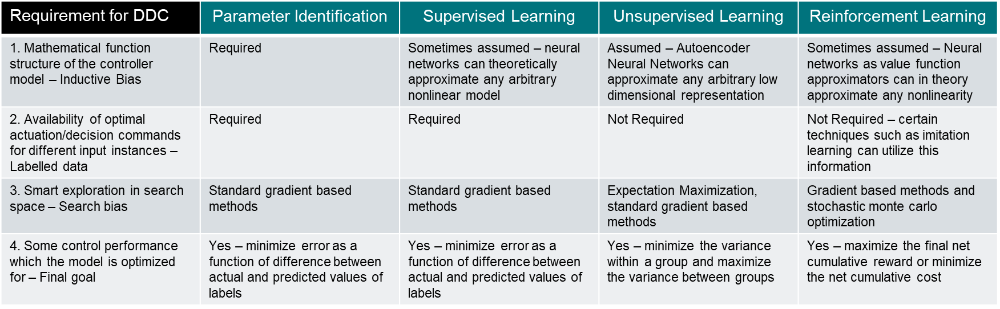 Requirement for DDC
Parameter Identification
Supervised Learning
Unsupervised Learning
Reinforcement Learning
1. Mathematical function
structure of the controller
model – Inductive Bias
Required
Sometimes assumed – neural
networks can theoretically
approximate any arbitrary
nonlinear model
Assumed – Autoencoder
Neural Networks can
approximate any arbitrary low
dimensional representation
Sometimes assumed – Neural
networks as value function
approximators can in theory
approximate any nonlinearity
2. Availability of optimal
actuation/decision commands
for different input instances –
Labelled data
Required
Required
Not Required
Not Required – certain
techniques such as imitation
learning can utilize this
information
3. Smart exploration in search
space – Search bias
Standard gradient based
methods
Standard gradient based
methods
Expectation Maximization,
standard gradient based
methods
Gradient based methods and
stochastic monte carlo
optimization
4. Some control performance
which the model is optimized
for – Final goal
Yes – minimize error as a
function of difference between
actual and predicted values of
labels
Yes – minimize error as a
function of difference between
actual and predicted values of
labels
Yes – minimize the variance
within a group and maximize
the variance between groups
Yes – maximize the final net
cumulative reward or minimize
the net cumulative cost